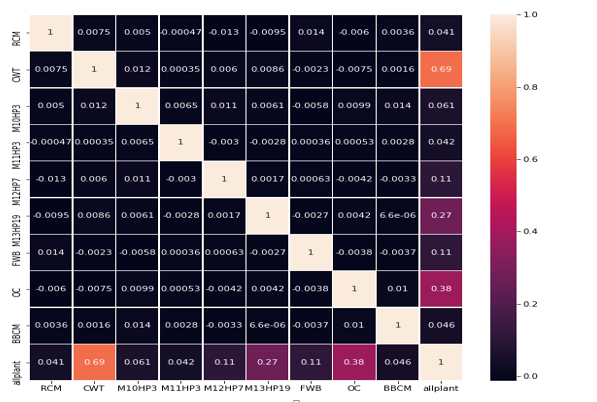 RCM 1 0.0075 0.005 -0.00047 -0.013 -0.0095 0.014 -0.006 0.0036 0.041
CWT 0.0075 1 0.012 0.00035 0.006 0.0086 -0.0023 -0.0075 0.0016 0.69
M10HP3 0.005 0.012 1 0.0065 0.011 0.0061 -0.0058 0.0099 0.014 0.061
M11HP3 -0.00047 0.00035 0.0065 1 -0.003 -0.0028 0.00036 0.00053 0.0028 0.042
M12HP7 -0.013 0.006 0.011 -0.003 1 0.0017 0.00063 -0.0042 -0.0033 0.11
M13HP19 -0.0095 0.0086 0.0061 -0.0028 0.0017 1 -0.0027 0.0042 6.6e-06 0.27
FWB 0.014 -0.0023 -0.0058 0.00036 0.00063 -0.0027 1 -0.0038 -0.0037 0.11
OC -0.006 -0.0075 0.0099 0.00053 -0.0042 0.0042 -0.0038 1 0.01 0.38
BBCM 0.0036 0.0016 0.014 0.0028 -0.0033 6.6e-06 -0.0037 0.01 1 0.046
allplant 0.041 0.69 0.061 0.042 0.11 0.27 0.11 0.38 0.046 1
RCM CWT M10HP3 M11HP3 M12HP7 M13HP19 FWB OC BBCM allplant
1.0
0.8
0.6
0.4
0.2
0.0